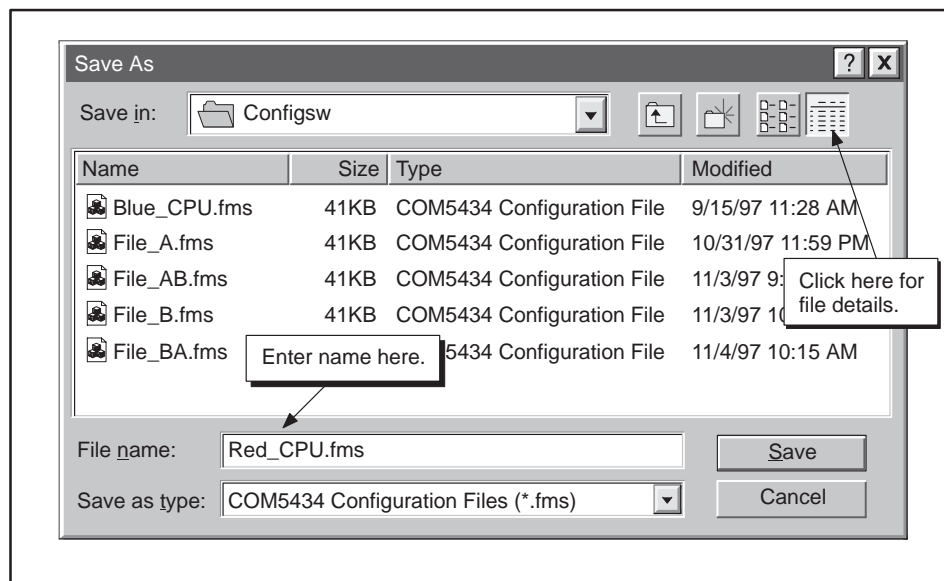 Save As
? X
Save in: Configsw
Name Size Type Modified
Blue_CPU.fms 41KB COM5434 Configuration File 9/15/97 11:28 AM
File_A.fms 41KB COM5434 Configuration File 10/31/97 11:59 PM
File_AB.fms 41KB COM5434 Configuration File 11/3/97 9:
Click here for
file details.
File_B.fms 41KB COM5434 Configuration File 11/3/97 10
File_BA.fms 5434 Configuration File 11/4/97 10:15 AM
Enter name here.
File name: Red_CPU.fms Save
Save as type: COM5434 Configuration Files (*.fms) Cancel